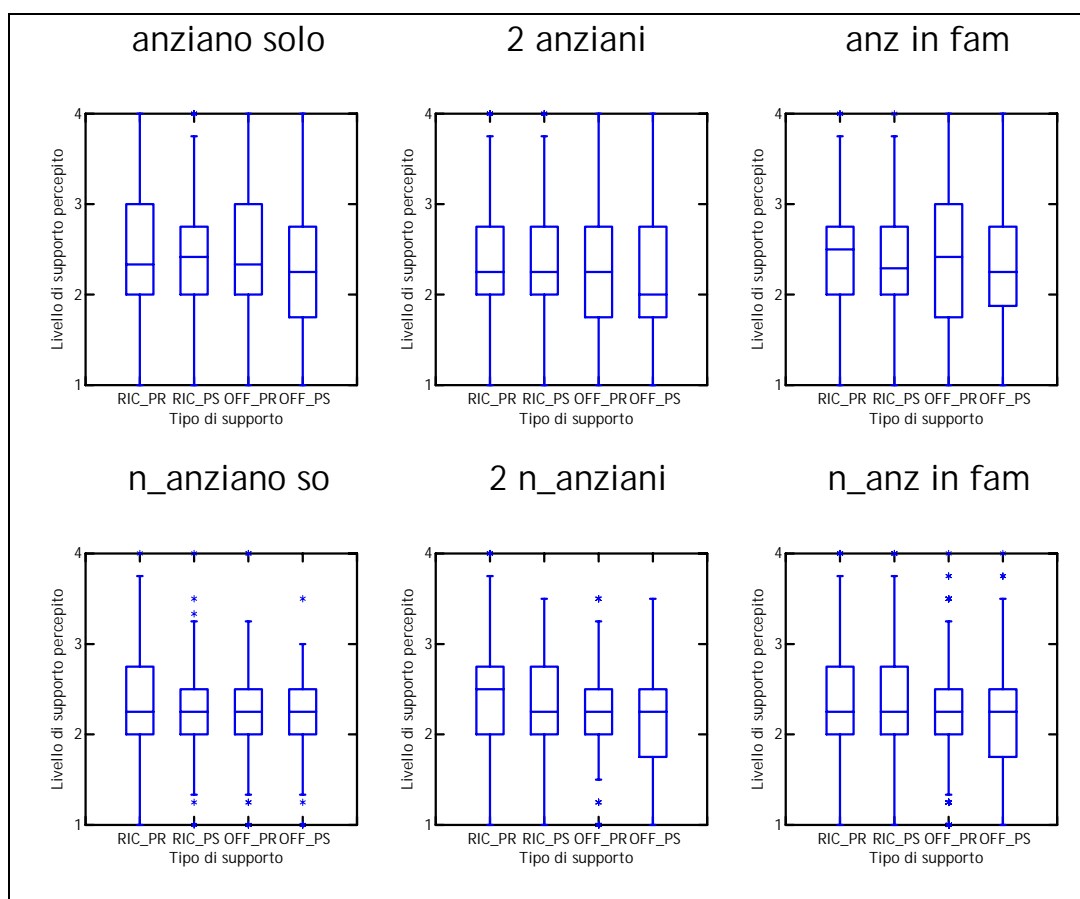 anziano solo
2 anziani
anz in fam
Livello di supporto percepito
4
3
2
1
RIC_PR RIC_PS OFF_PR OFF_PS
Tipo di supporto
Livello di supporto percepito
4
3
2
1
RIC_PR RIC_PS OFF_PR OFF_PS
Tipo di supporto
Livello di supporto percepito
4
3
2
1
RIC_PR RIC_PS OFF_PR OFF_PS
Tipo di supporto
n_anziano so
2 n_anziani
n_anz in fam
Livello di supporto percepito
4
3
2
1
RIC_PR RIC_PS OFF_PR OFF_PS
Tipo di supporto
Livello di supporto percepito
4
3
2
1
RIC_PR RIC_PS OFF_PR OFF_PS
Tipo di supporto
Livello di supporto percepito
4
3
2
1
RIC_PR RIC_PS OFF_PR OFF_PS
Tipo di supporto